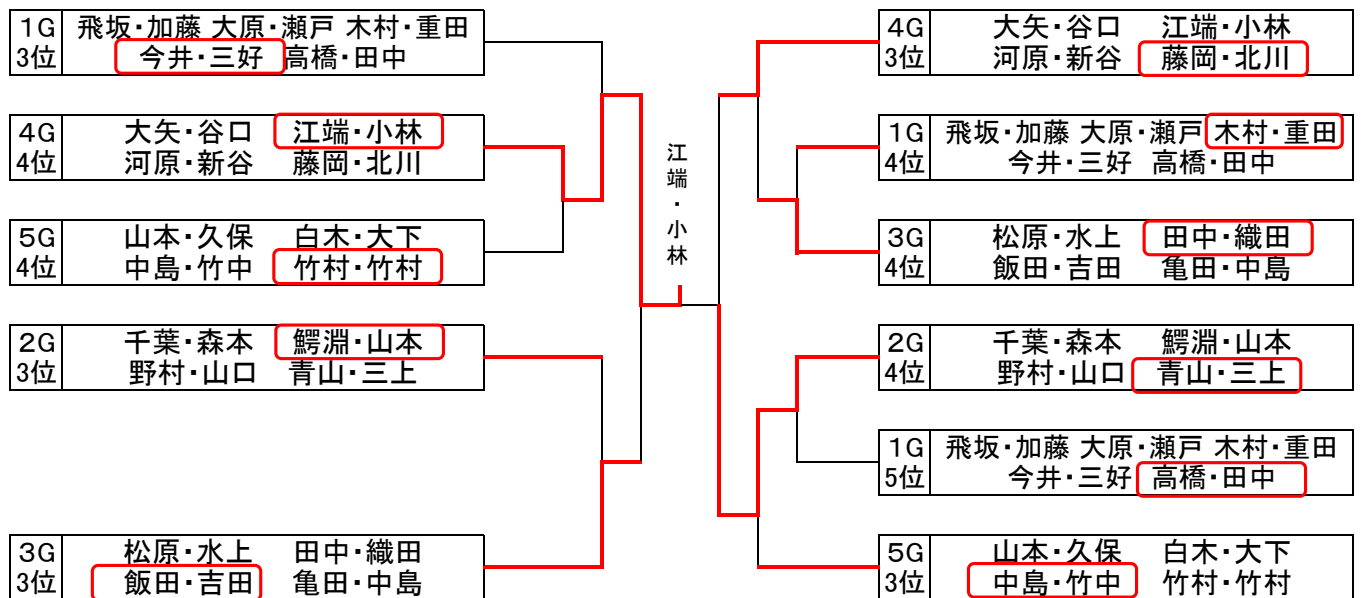 1G 飛坂・加藤 大原・瀬戸 木村・重田
3位 今井・三好 高橋・田中
4G 大矢・谷口 江端・小林
4位 河原・新谷 藤岡・北川
5G 山本・久保 白木・大下
4位 中島・竹中 竹村・竹村
2G 千葉・森本 鰐淵・山本
3位 野村・山口 青山・三上
3G 松原・水上 田中・織田
3位 飯田・吉田 亀田・中島
江端・小林
4G 大矢・谷口 江端・小林
3位 河原・新谷 藤岡・北川
1G 飛坂・加藤 大原・瀬戸 木村・重田
4位 今井・三好 高橋・田中
3G 松原・水上 田中・織田
4位 飯田・吉田 亀田・中島
2G 千葉・森本 鰐淵・山本
4位 野村・山口 青山・三上
1G 飛坂・加藤 大原・瀬戸 木村・重田
5位 今井・三好 高橋・田中
5G 山本・久保 白木・大下
3位 中島・竹中 竹村・竹村